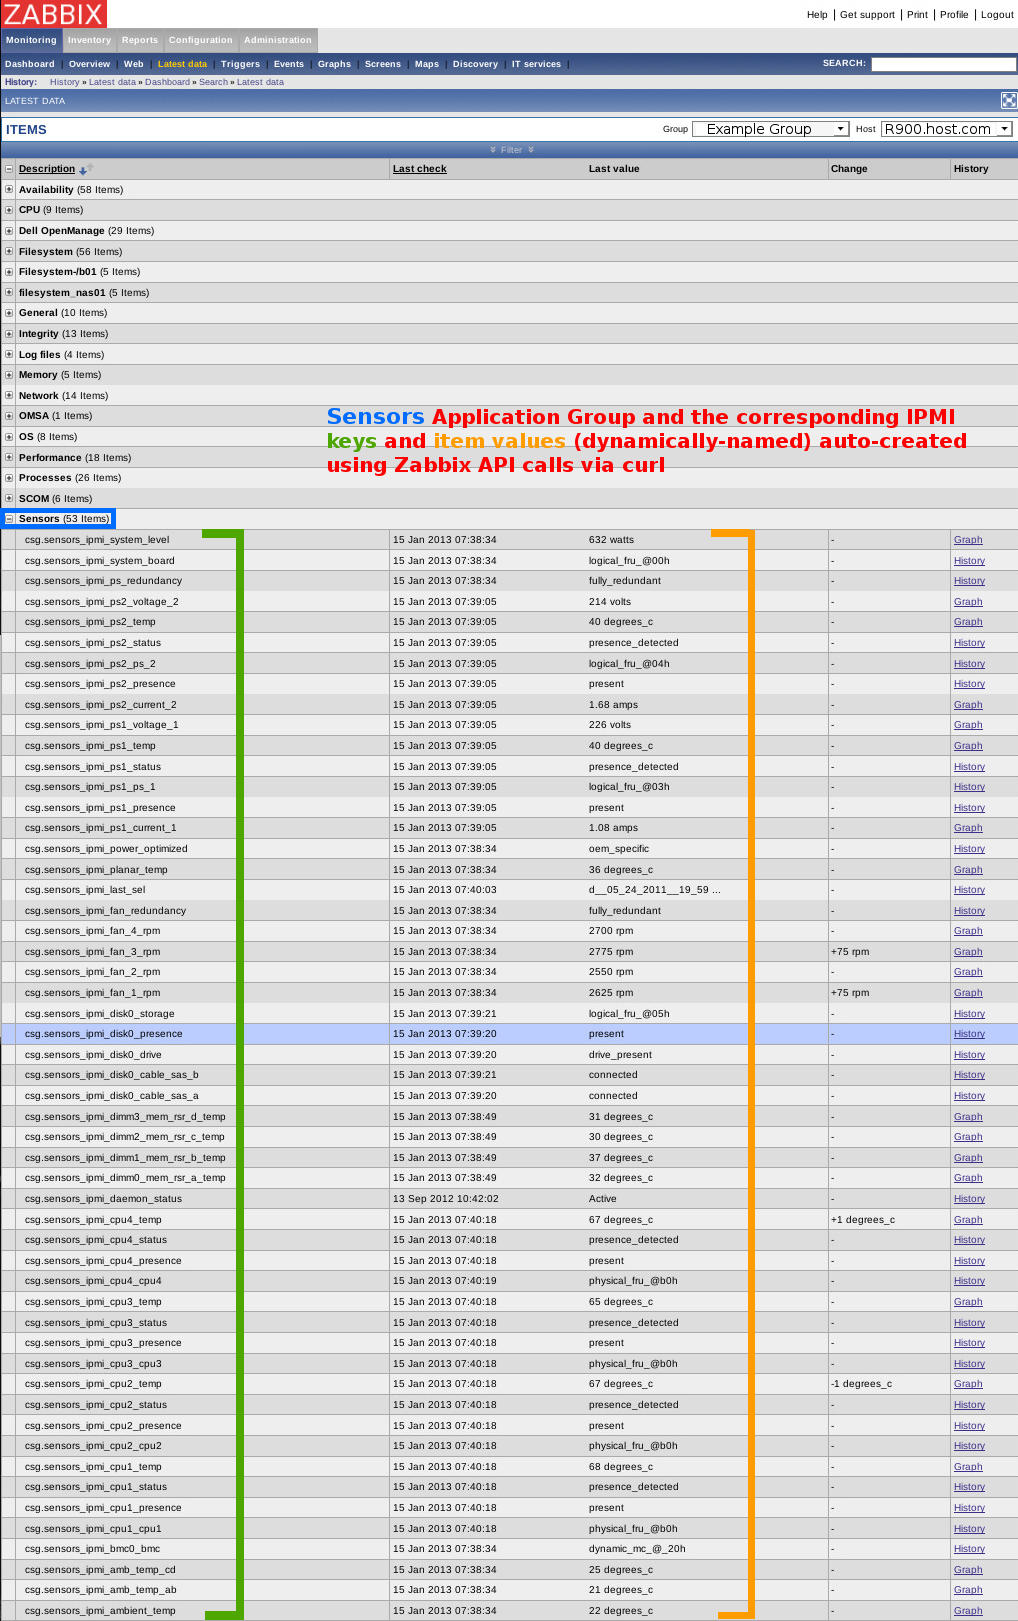 ZABBIX
Help | Get support | Print | Profile | Logout
Monitoring Inventory Reports Configuration Administration
Dashboard | Overview | Web | Latest data | Triggers | Events | Graphs | Screens | Maps | Discovery | IT services | SEARCH:
History: History » Latest data » Dashboard » Search » Latest data
LATEST DATA
ITEMS Group Example Group Host R900.host.com
Filter
Description Last check Last value Change History
Availability (58 Items)
CPU (9 Items)
Dell OpenManage (29 Items)
Filesystem (56 Items)
Filesystem-/b01 (5 Items)
filesystem_nas01 (5 Items)
General (10 Items)
Integrity (13 Items)
Log files (4 Items)
Memory (5 Items)
Network (14 Items)
OMSA (1 Items)
OS (8 Items)
Performance (18 Items)
Processes (26 Items)
SCOM (6 Items)
Sensors Application Group and the corresponding IPMI
keys and item values (dynamically-named) auto-created
using Zabbix API calls via curl
Sensors (53 Items)
csg.sensors_ipmi_system_level 15 Jan 2013 07:38:34 632 watts - Graph
csg.sensors_ipmi_system_board 15 Jan 2013 07:38:34 logical_fru_@00h - History
csg.sensors_ipmi_ps_redundancy 15 Jan 2013 07:38:34 fully_redundant - History
csg.sensors_ipmi_ps2_voltage_2 15 Jan 2013 07:39:05 214 volts - Graph
csg.sensors_ipmi_ps2_temp 15 Jan 2013 07:39:05 40 degrees_c - Graph
csg.sensors_ipmi_ps2_status 15 Jan 2013 07:39:05 presence_detected - History
csg.sensors_ipmi_ps2_ps_2 15 Jan 2013 07:39:05 logical_fru_@04h - History
csg.sensors_ipmi_ps2_presence 15 Jan 2013 07:39:05 present - History
csg.sensors_ipmi_ps2_current_2 15 Jan 2013 07:39:05 1.68 amps - Graph
csg.sensors_ipmi_ps1_voltage_1 15 Jan 2013 07:39:05 226 volts - Graph
csg.sensors_ipmi_ps1_temp 15 Jan 2013 07:39:05 40 degrees_c - Graph
csg.sensors_ipmi_ps1_status 15 Jan 2013 07:39:05 presence_detected - History
csg.sensors_ipmi_ps1_ps_1 15 Jan 2013 07:39:05 logical_fru_@03h - History
csg.sensors_ipmi_ps1_presence 15 Jan 2013 07:39:05 present - History
csg.sensors_ipmi_ps1_current_1 15 Jan 2013 07:39:05 1.08 amps - Graph
csg.sensors_ipmi_power_optimized 15 Jan 2013 07:38:34 oem_specific - History
csg.sensors_ipmi_planar_temp 15 Jan 2013 07:38:34 36 degrees_c - Graph
csg.sensors_ipmi_last_sel 15 Jan 2013 07:40:03 d__05_24_2011__19_59 ... - History
csg.sensors_ipmi_fan_redundancy 15 Jan 2013 07:38:34 fully_redundant - History
csg.sensors_ipmi_fan_4_rpm 15 Jan 2013 07:38:34 2700 rpm - Graph
csg.sensors_ipmi_fan_3_rpm 15 Jan 2013 07:38:34 2775 rpm +75 rpm Graph
csg.sensors_ipmi_fan_2_rpm 15 Jan 2013 07:38:34 2550 rpm - Graph
csg.sensors_ipmi_fan_1_rpm 15 Jan 2013 07:38:34 2625 rpm +75 rpm Graph
csg.sensors_ipmi_disk0_storage 15 Jan 2013 07:39:21 logical_fru_@05h - History
csg.sensors_ipmi_disk0_presence 15 Jan 2013 07:39:20 present - History
csg.sensors_ipmi_disk0_drive 15 Jan 2013 07:39:20 drive_present - History
csg.sensors_ipmi_disk0_cable_sas_b 15 Jan 2013 07:39:21 connected - History
csg.sensors_ipmi_disk0_cable_sas_a 15 Jan 2013 07:39:20 connected - History
csg.sensors_ipmi_dimm3_mem_rsr_d_temp 15 Jan 2013 07:38:49 31 degrees_c - Graph
csg.sensors_ipmi_dimm2_mem_rsr_c_temp 15 Jan 2013 07:38:49 30 degrees_c - Graph
csg.sensors_ipmi_dimm1_mem_rsr_b_temp 15 Jan 2013 07:38:49 37 degrees_c - Graph
csg.sensors_ipmi_dimm0_mem_rsr_a_temp 15 Jan 2013 07:38:49 32 degrees_c - Graph
csg.sensors_ipmi_daemon_status 13 Sep 2012 10:42:02 Active - History
csg.sensors_ipmi_cpu4_temp 15 Jan 2013 07:40:18 67 degrees_c +1 degrees_c Graph
csg.sensors_ipmi_cpu4_status 15 Jan 2013 07:40:18 presence_detected - History
csg.sensors_ipmi_cpu4_presence 15 Jan 2013 07:40:18 present - History
csg.sensors_ipmi_cpu4_cpu4 15 Jan 2013 07:40:19 physical_fru_@b0h - History
csg.sensors_ipmi_cpu3_temp 15 Jan 2013 07:40:18 65 degrees_c - Graph
csg.sensors_ipmi_cpu3_status 15 Jan 2013 07:40:18 presence_detected - History
csg.sensors_ipmi_cpu3_presence 15 Jan 2013 07:40:18 present - History
csg.sensors_ipmi_cpu3_cpu3 15 Jan 2013 07:40:18 physical_fru_@b0h - History
csg.sensors_ipmi_cpu2_temp 15 Jan 2013 07:40:18 67 degrees_c -1 degrees_c Graph
csg.sensors_ipmi_cpu2_status 15 Jan 2013 07:40:18 presence_detected - History
csg.sensors_ipmi_cpu2_presence 15 Jan 2013 07:40:18 present - History
csg.sensors_ipmi_cpu2_cpu2 15 Jan 2013 07:40:18 physical_fru_@b0h - History
csg.sensors_ipmi_cpu1_temp 15 Jan 2013 07:40:18 68 degrees_c - Graph
csg.sensors_ipmi_cpu1_status 15 Jan 2013 07:40:18 presence_detected - History
csg.sensors_ipmi_cpu1_presence 15 Jan 2013 07:40:18 present - History
csg.sensors_ipmi_cpu1_cpu1 15 Jan 2013 07:40:18 physical_fru_@b0h - History
csg.sensors_ipmi_bmc0_bmc 15 Jan 2013 07:38:34 dynamic_mc_@_20h - History
csg.sensors_ipmi_amb_temp_cd 15 Jan 2013 07:38:34 25 degrees_c - Graph
csg.sensors_ipmi_amb_temp_ab 15 Jan 2013 07:38:34 21 degrees_c - Graph
csg.sensors_ipmi_ambient_temp 15 Jan 2013 07:38:34 22 degrees_c - Graph